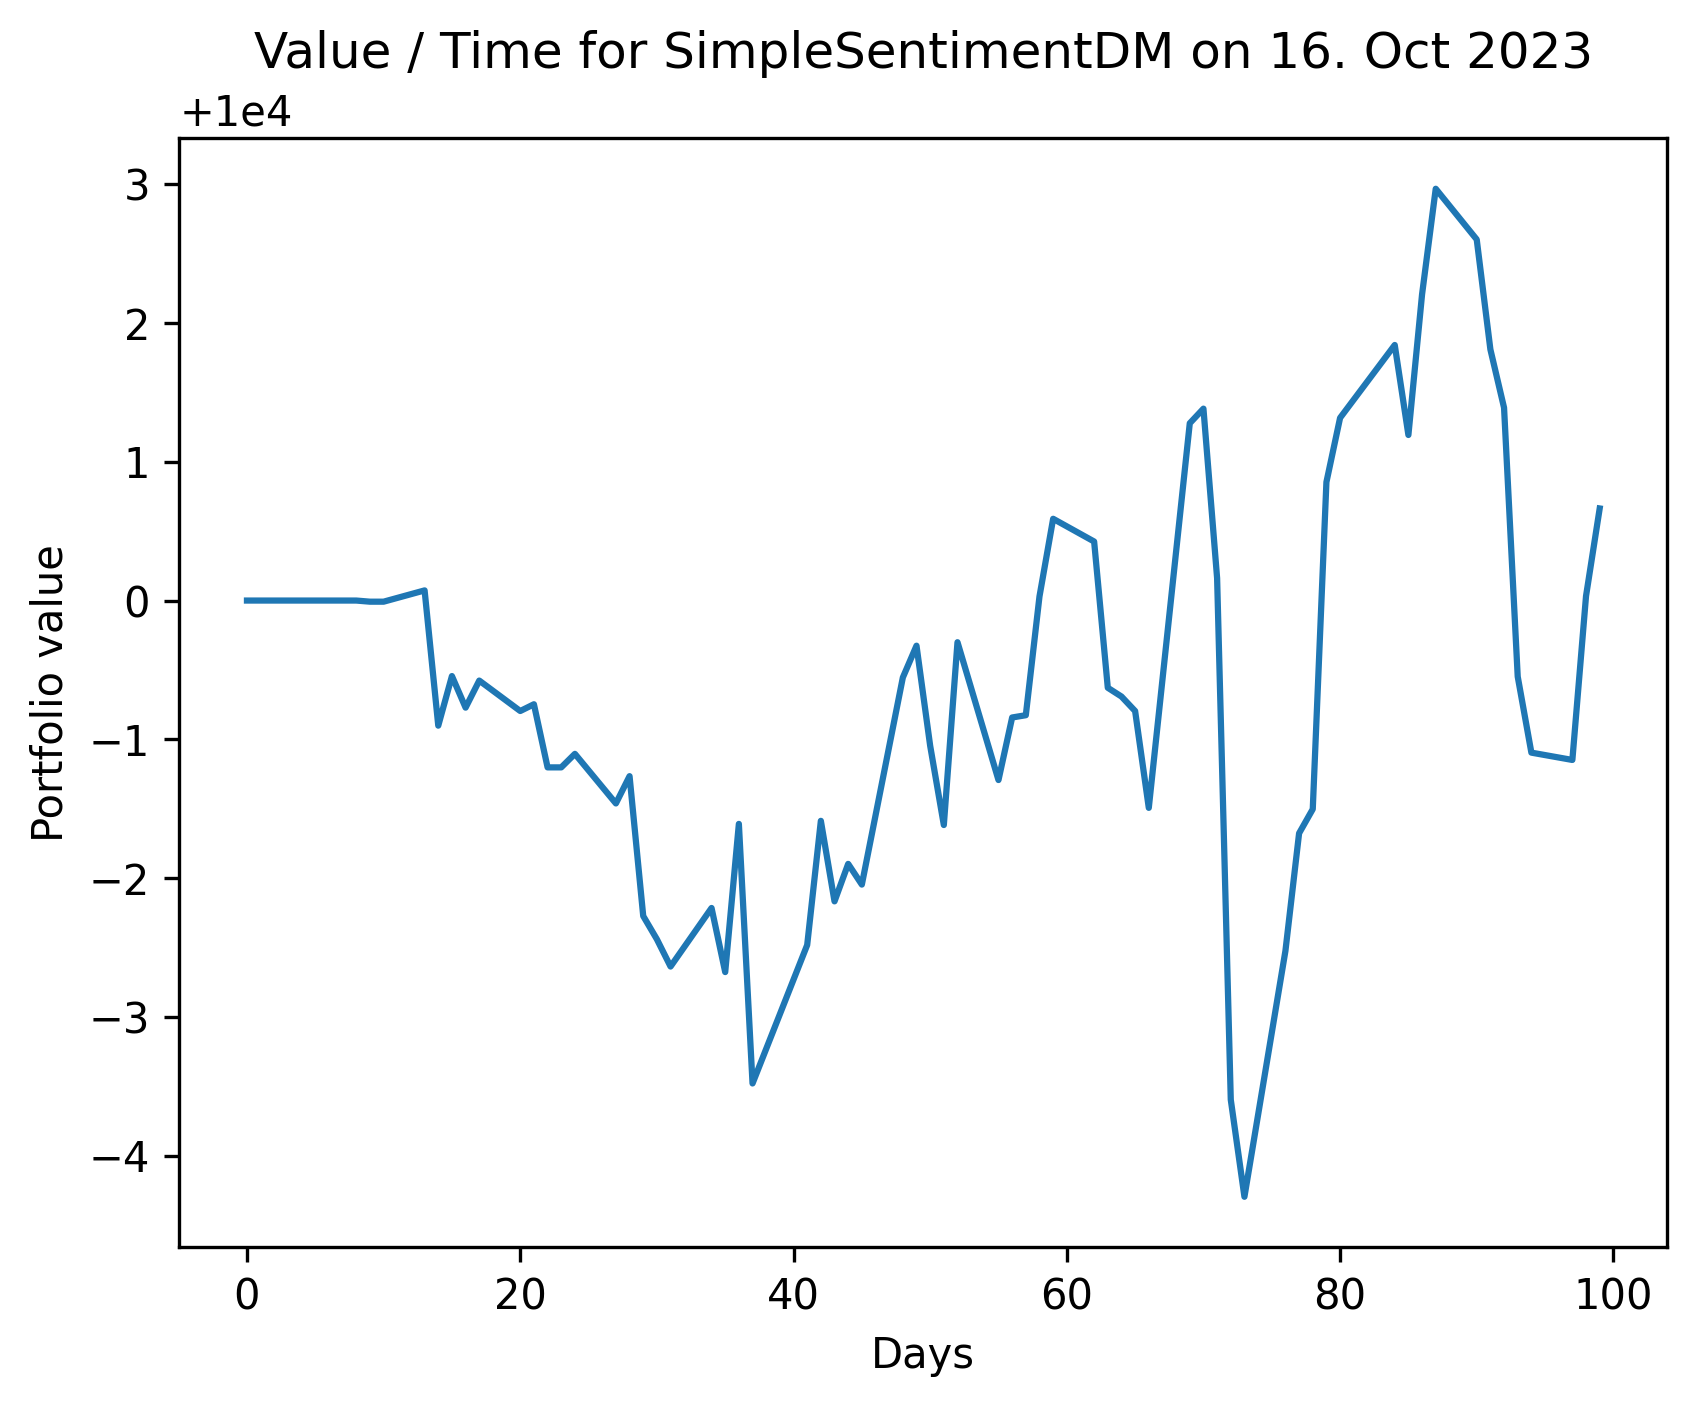 Value / Time for SimpleSentimentDM on 16. Oct 2023
+1e4
3
2
1
0
−1
−2
−3
−4
Portfolio value
0 20 40 60 80 100
Days